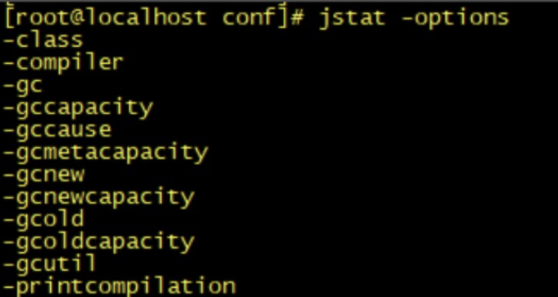 [root@localhost conf]# jstat -options
-class
-compiler
-gc
-gccapacity
-gccause
-gcmetacapacity
-gcnew
-gcnewcapacity
-gcold
-gcoldcapacity
-gcutil
-printcompilation